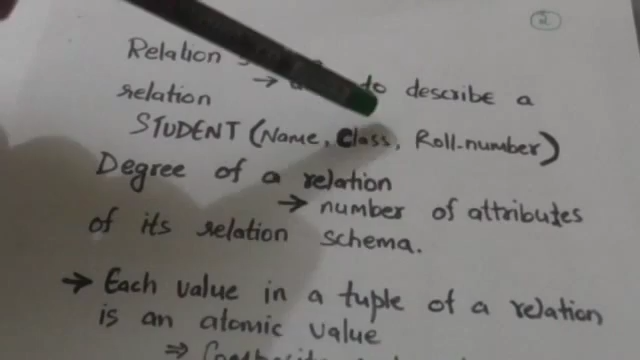 2
Relation
→ to describe a
relation
STUDENT (Name, Class, Roll-number)
Degree of a relation
→ number of attributes
of its relation schema.
→ Each value in a tuple of a relation
is an atomic value
⇒